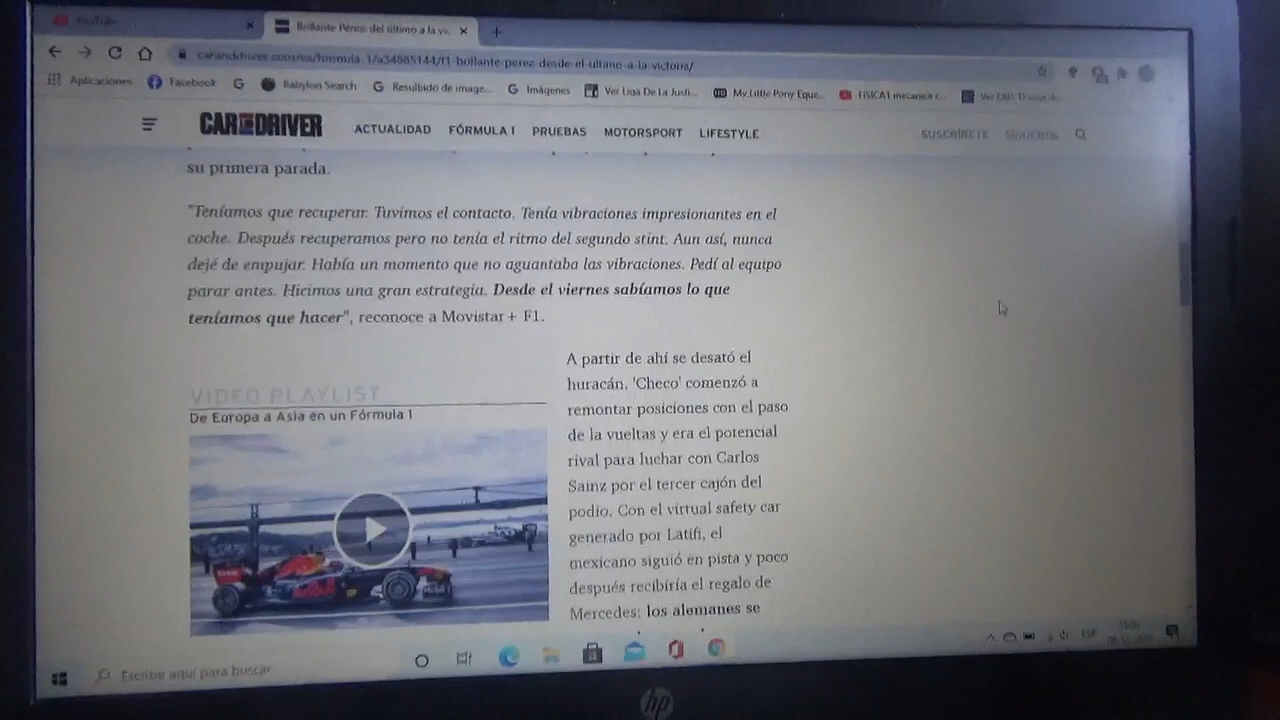 YouTube
Brillante Pérez: del último a la vic
caranddriver.com/es/formula-1/a34885144/f1-brillante-perez-desde-el-ultimo-a-la-victoria/
Aplicaciones Facebook Babylon Search Resultado de image... Imágenes Ver Liga De La Justi... My Little Pony Eque... FISICA1 mecanica r...
CAR AND DRIVER ACTUALIDAD FÓRMULA 1 PRUEBAS MOTORSPORT LIFESTYLE SUSCRÍBETE SÍGUENOS
su primera parada.
"Teníamos que recuperar. Tuvimos el contacto. Tenía vibraciones impresionantes en el
coche. Después recuperamos pero no tenía el ritmo del segundo stint. Aun así, nunca
dejé de empujar. Había un momento que no aguantaba las vibraciones. Pedí al equipo
parar antes. Hicimos una gran estrategia. Desde el viernes sabíamos lo que
teníamos que hacer", reconoce a Movistar+ F1.
VIDEO PLAYLIST
De Europa a Asia en un Fórmula 1
A partir de ahí se desató el
huracán. 'Checo' comenzó a
remontar posiciones con el paso
de la vueltas y era el potencial
rival para luchar con Carlos
Sainz por el tercer cajón del
podio. Con el virtual safety car
generado por Latifi, el
mexicano siguió en pista y poco
después recibiría el regalo de
Mercedes: los alemanes se
Escribe aquí para buscar
ESP
hp